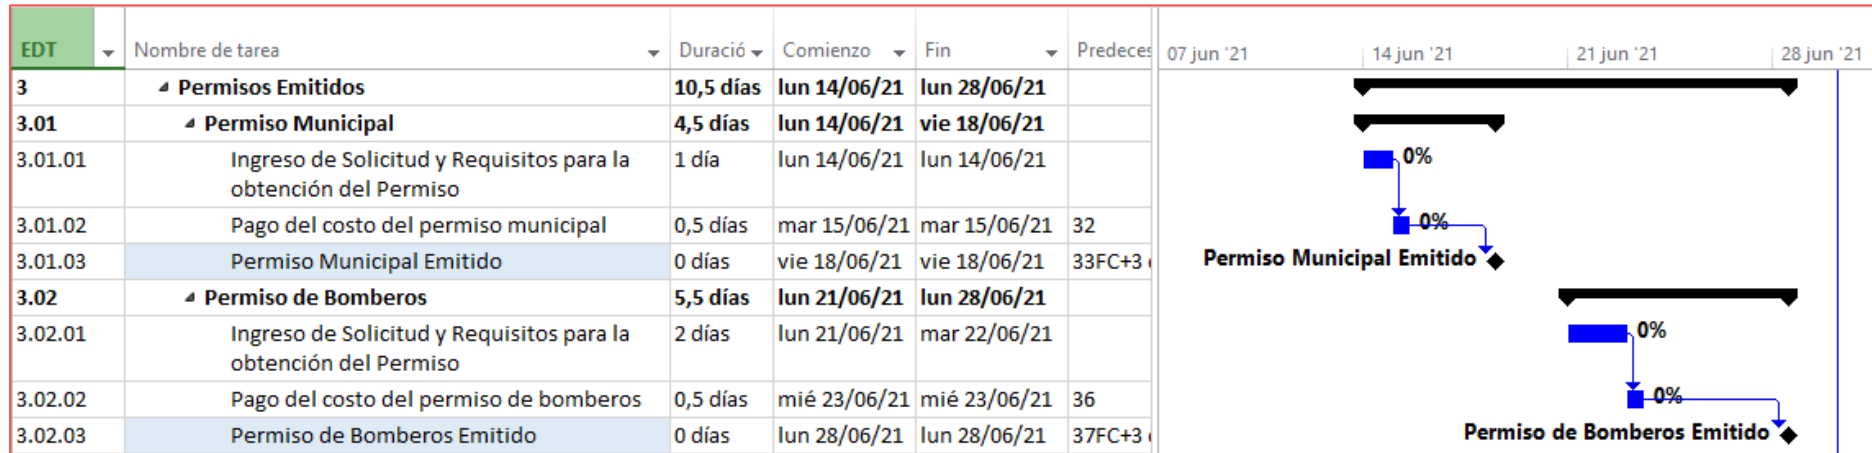 EDT Nombre de tarea Duració Comienzo Fin Predeces 07 jun '21 14 jun '21 21 jun '21 28 jun '21
3 Permisos Emitidos 10,5 días lun 14/06/21 lun 28/06/21
3.01 Permiso Municipal 4,5 días lun 14/06/21 vie 18/06/21
3.01.01 Ingreso de Solicitud y Requisitos para la 1 día lun 14/06/21 lun 14/06/21 0%
obtención del Permiso
3.01.02 Pago del costo del permiso municipal 0,5 días mar 15/06/21 mar 15/06/21 32 0%
3.01.03 Permiso Municipal Emitido 0 días vie 18/06/21 vie 18/06/21 33FC+3 Permiso Municipal Emitido
3.02 Permiso de Bomberos 5,5 días lun 21/06/21 lun 28/06/21
3.02.01 Ingreso de Solicitud y Requisitos para la 2 días lun 21/06/21 mar 22/06/21 0%
obtención del Permiso
3.02.02 Pago del costo del permiso de bomberos 0,5 días mié 23/06/21 mié 23/06/21 36 0%
3.02.03 Permiso de Bomberos Emitido 0 días lun 28/06/21 lun 28/06/21 37FC+3 Permiso de Bomberos Emitido